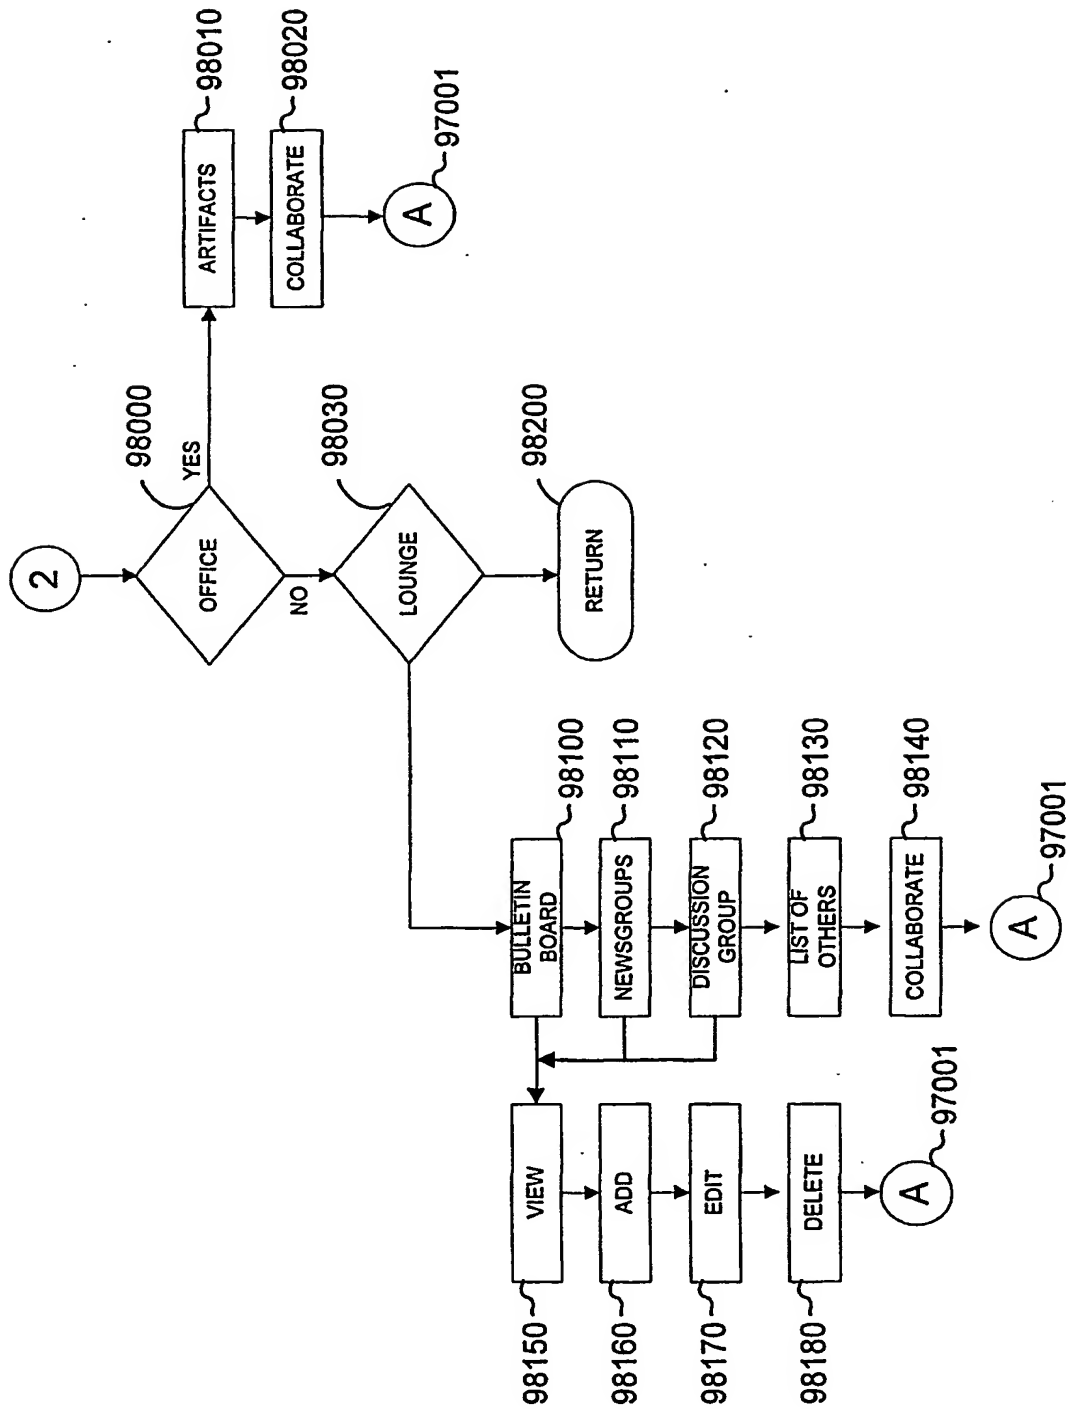 2
98000
OFFICE
YES
NO
ARTIFACTS
98010
COLLABORATE
98020
A
97001
98030
LOUNGE
98200
RETURN
BULLETIN
BOARD
98100
NEWSGROUPS
98110
DISCUSSION
GROUP
98120
LIST OF
OTHERS
98130
COLLABORATE
98140
A
97001
VIEW
98150
ADD
98160
EDIT
98170
DELETE
98180
A
97001